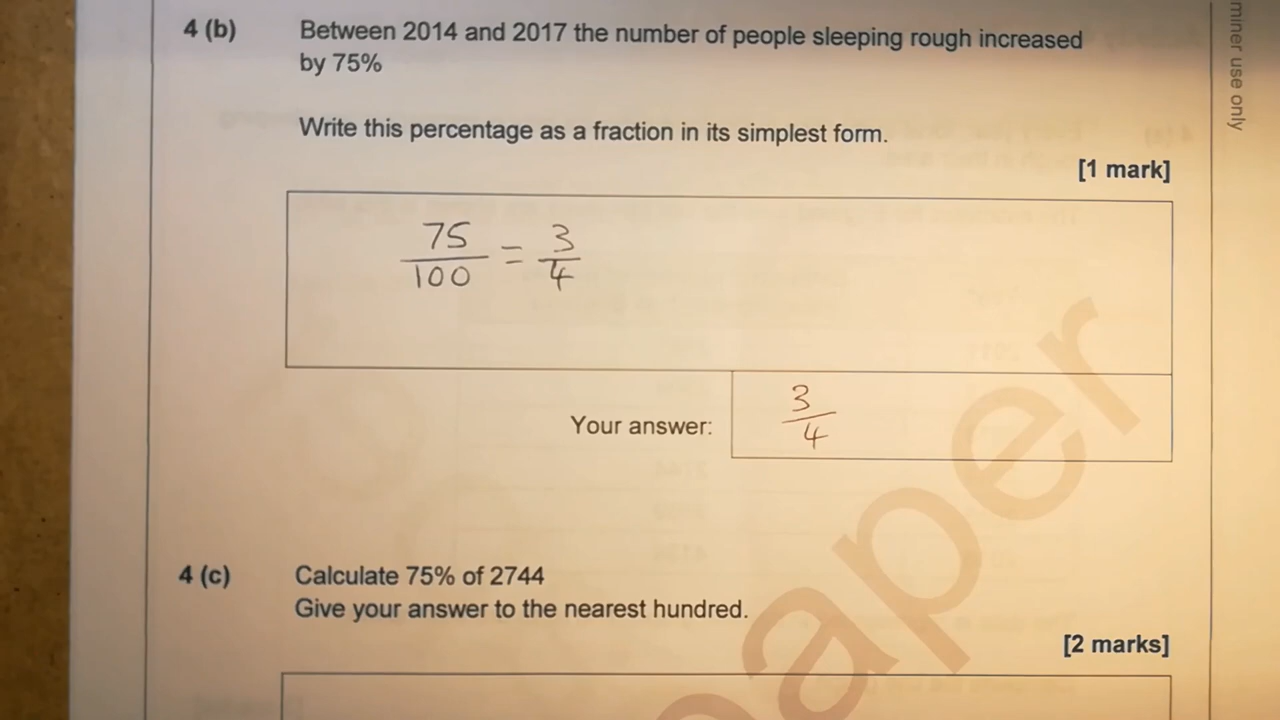 4 (b) Between 2014 and 2017 the number of people sleeping rough increased
by 75%
Write this percentage as a fraction in its simplest form.
[1 mark]
75/100 = 3/4
Your answer: 3/4
4 (c) Calculate 75% of 2744
Give your answer to the nearest hundred.
[2 marks]
miner use only
paper